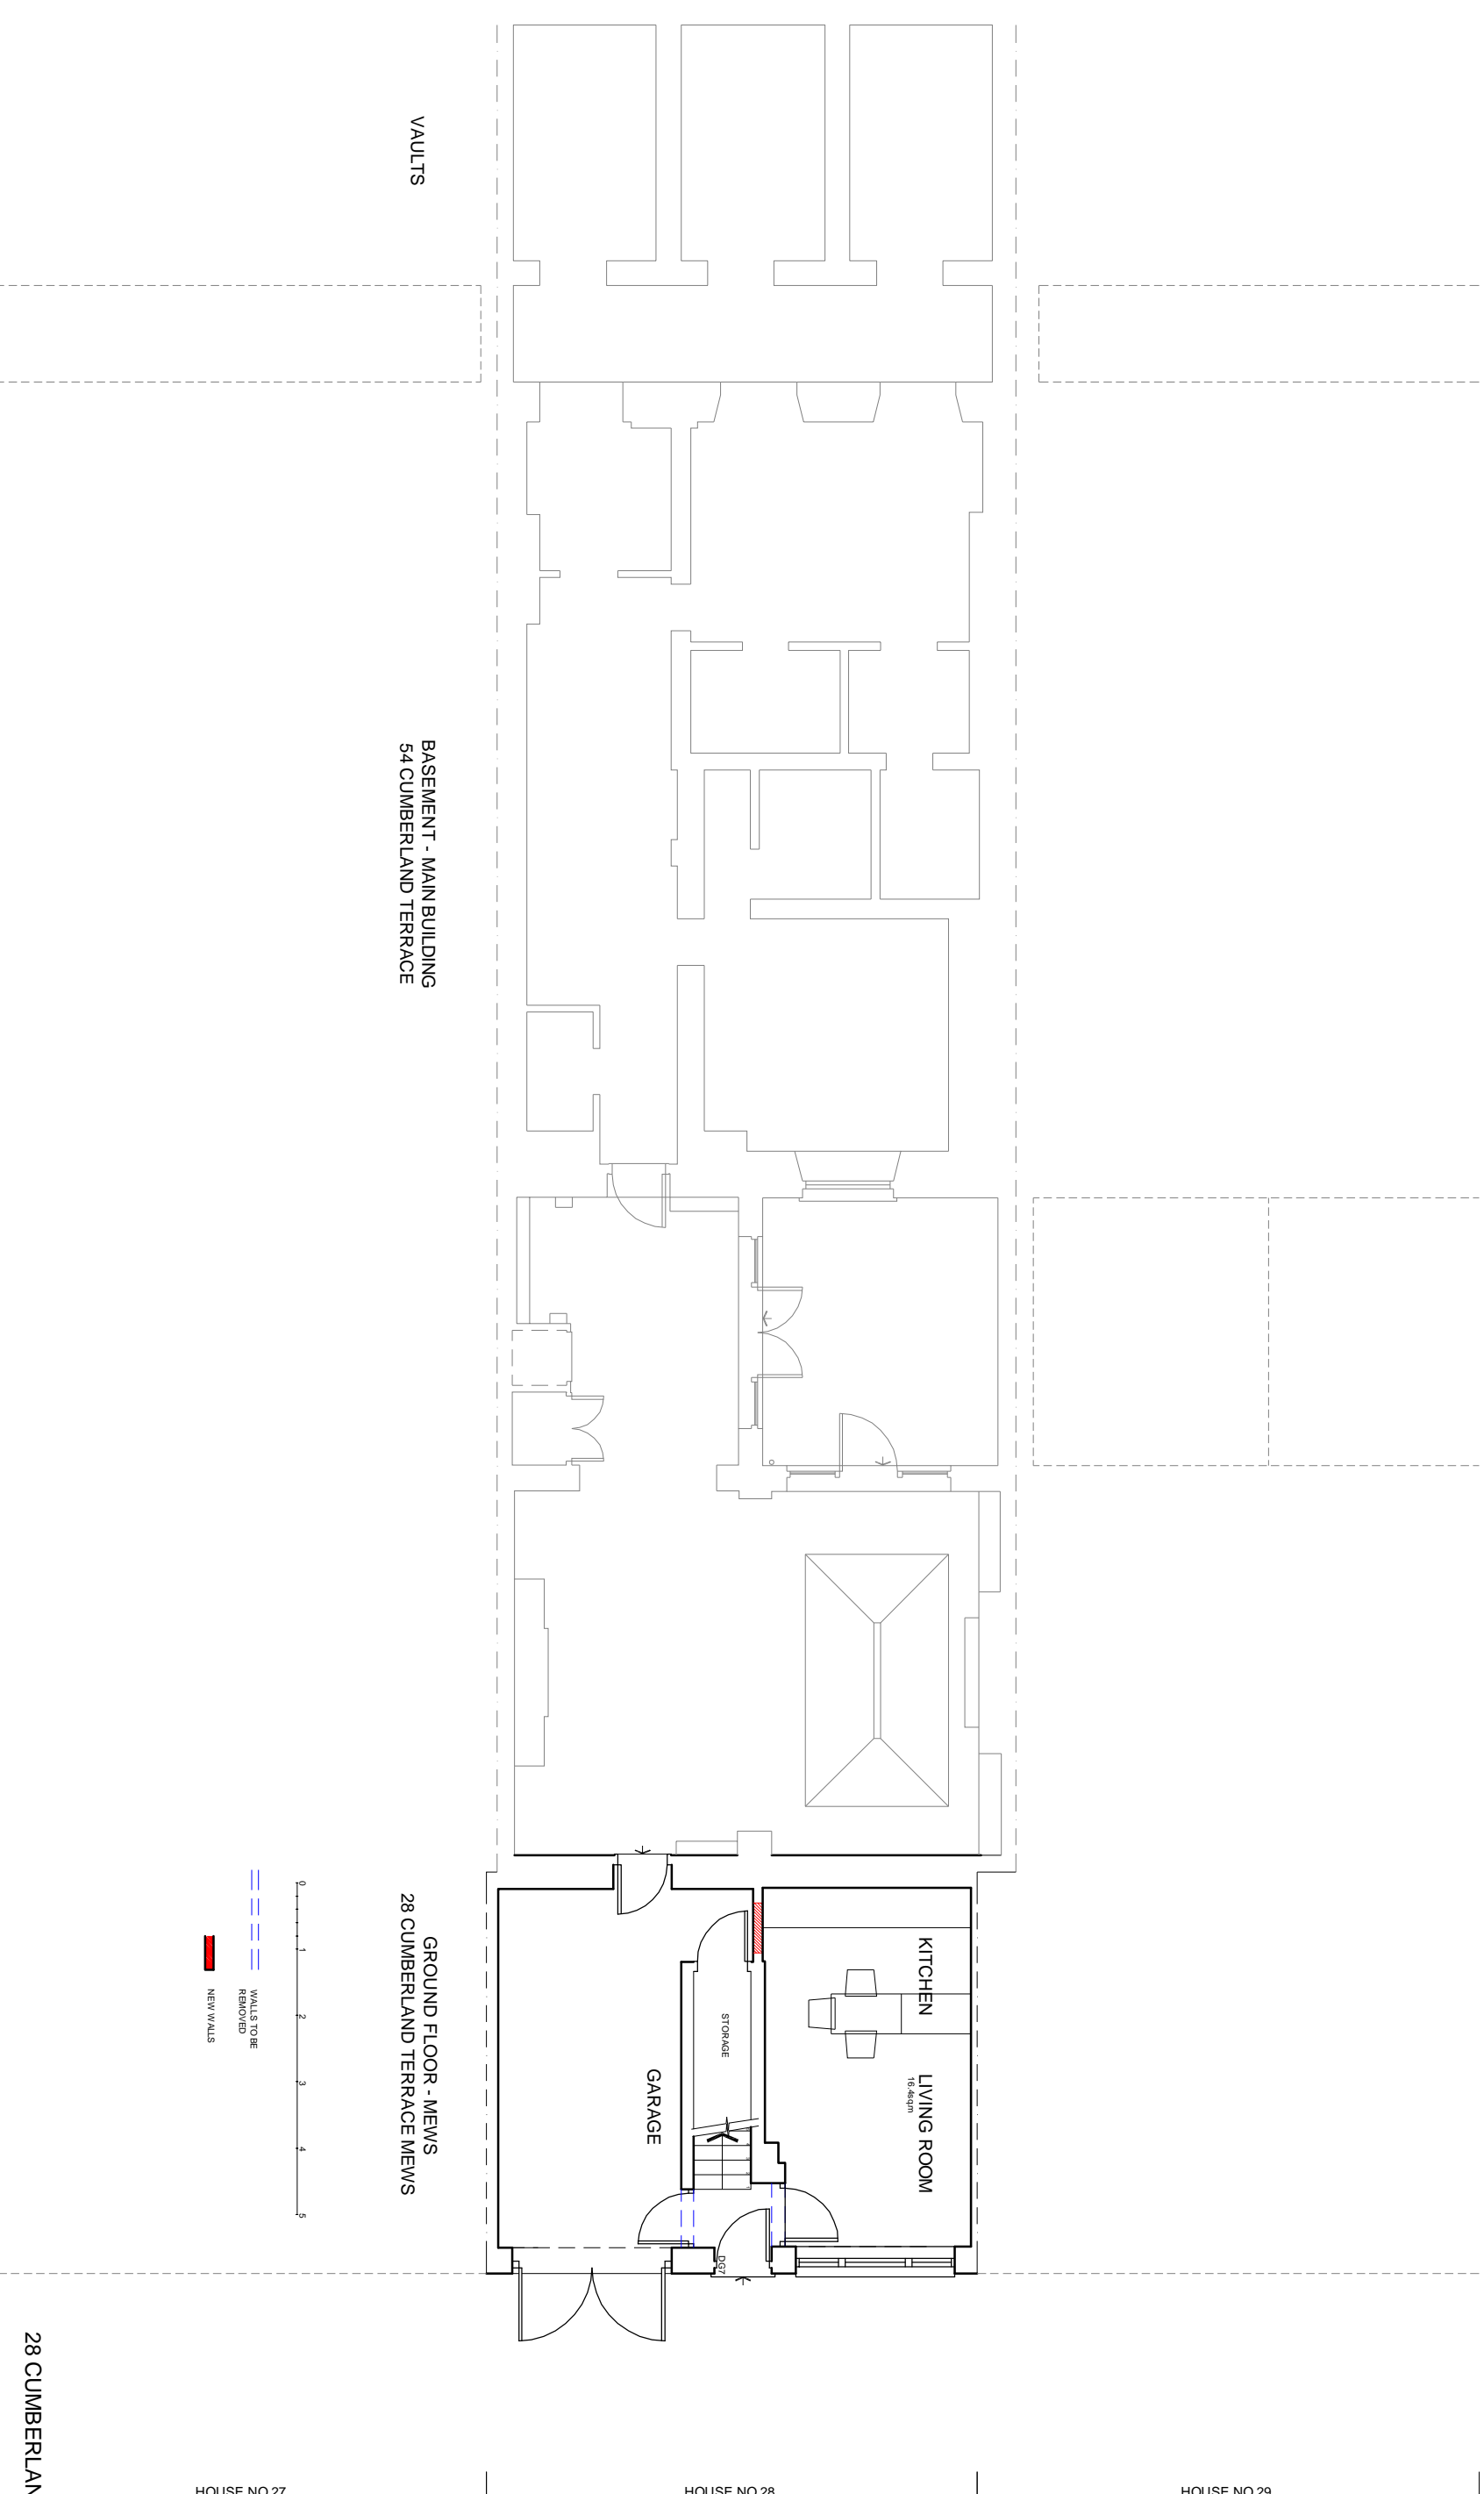 VAULTS
BASEMENT - MAIN BUILDING
54 CUMBERLAND TERRACE
GROUND FLOOR - MEWS
28 CUMBERLAND TERRACE MEWS
KITCHEN
LIVING ROOM
16.4sqm
STORAGE
GARAGE
DG7
0
1
2
3
4
5
WALLS TO BE
REMOVED
NEW WALLS
28 CUMBERLAN
HOUSE NO.27
HOUSE NO.28
HOUSE NO.29